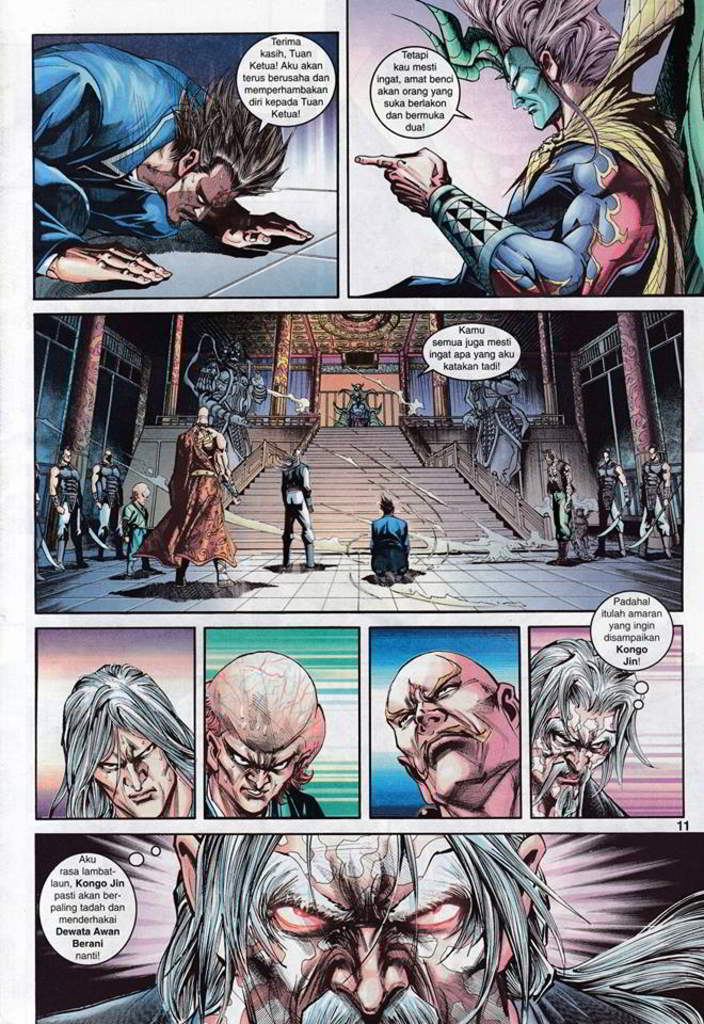 Terima
kasih, Tuan
Ketua! Aku akan
terus berusaha dan
memperhambakan
diri kepada Tuan
Ketua!
Tetapi
kau mesti
ingat, amat benci
akan orang yang
suka berlakon
dan bermuka
dua!
Kamu
semua juga mesti
ingat apa yang aku
katakan tadi!
Padahal
itulah amaran
yang ingin
disampaikan
Kongo
Jin!
11
Aku
rasa lambat-
laun, Kongo Jin
pasti akan ber-
paling tadah dan
menderhakai
Dewata Awan
Berani
nanti!